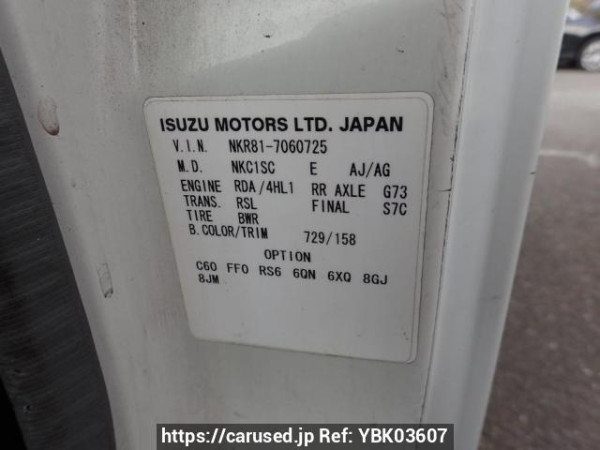 ISUZU MOTORS LTD. JAPAN
V.I.N. NKR81-7060725
M.D. NKC1SC E AJ/AG
ENGINE RDA/4HL1 RR AXLE G73
TRANS. RSL FINAL S7C
TIRE BWR
B.COLOR/TRIM 729/158
OPTION
C60 FF0 RS6 6QN 6XQ 8GJ
8JM
https://carused.jp Ref: YBK03607